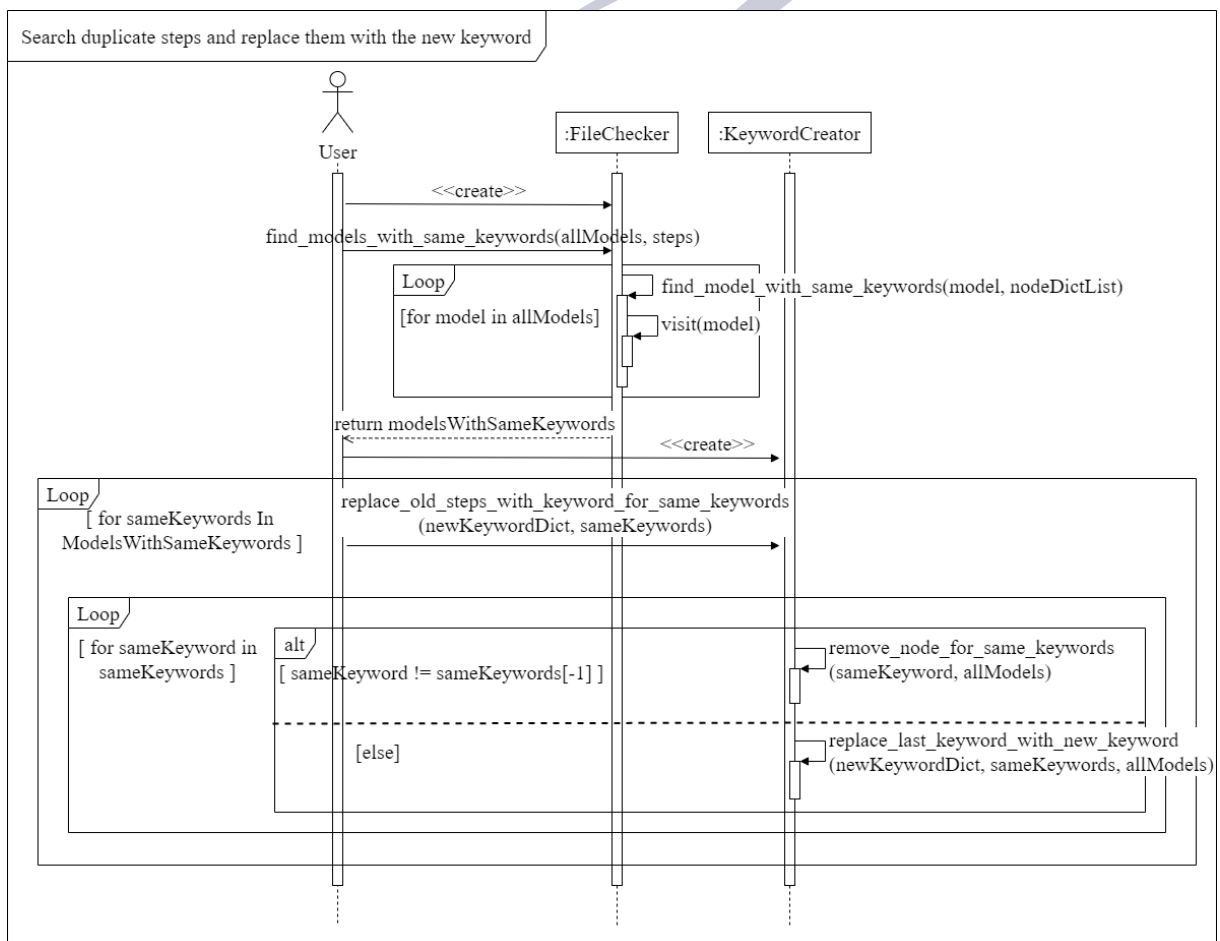 Search duplicate steps and replace them with the new keyword
User
:FileChecker
:KeywordCreator
<<create>>
find_models_with_same_keywords(allModels, steps)
Loop
[for model in allModels]
find_model_with_same_keywords(model, nodeDictList)
visit(model)
return modelsWithSameKeywords
<<create>>
Loop
[ for sameKeywords In
ModelsWithSameKeywords ]
replace_old_steps_with_keyword_for_same_keywords
(newKeywordDict, sameKeywords)
Loop
[ for sameKeyword in
sameKeywords ]
alt
[ sameKeyword != sameKeywords[-1] ]
remove_node_for_same_keywords
(sameKeyword, allModels)
[else]
replace_last_keyword_with_new_keyword
(newKeywordDict, sameKeywords, allModels)